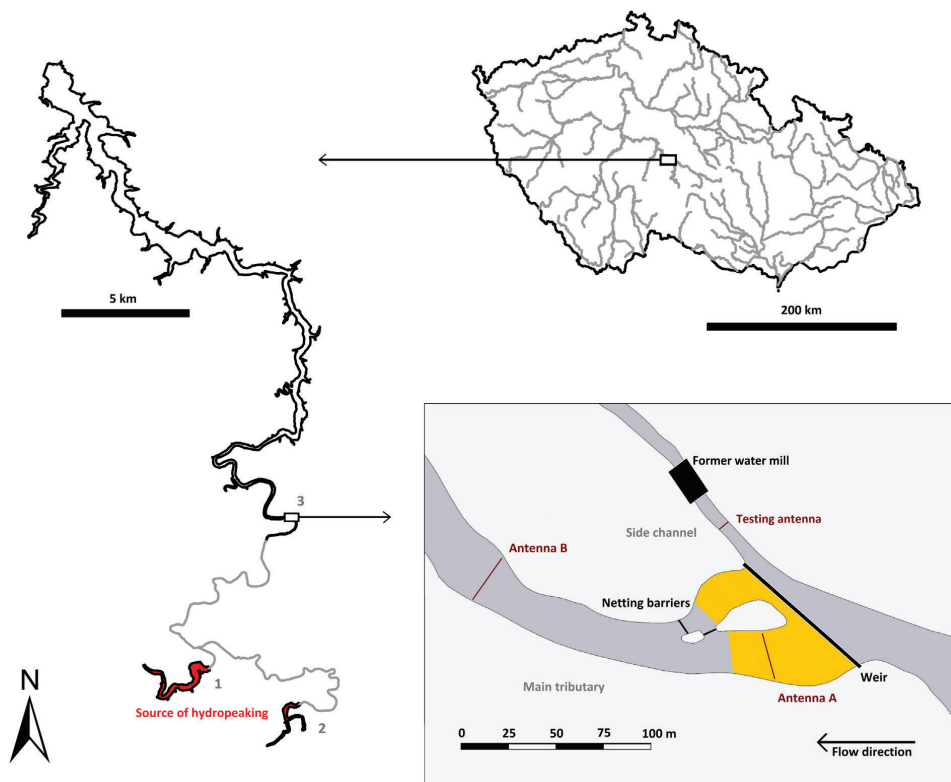 5 km
200 km
3
1
Source of hydropeaking
2
N
Former water mill
Testing antenna
Side channel
Antenna B
Netting barriers
Weir
Main tributary
Antenna A
0 25 50 75 100 m
Flow direction